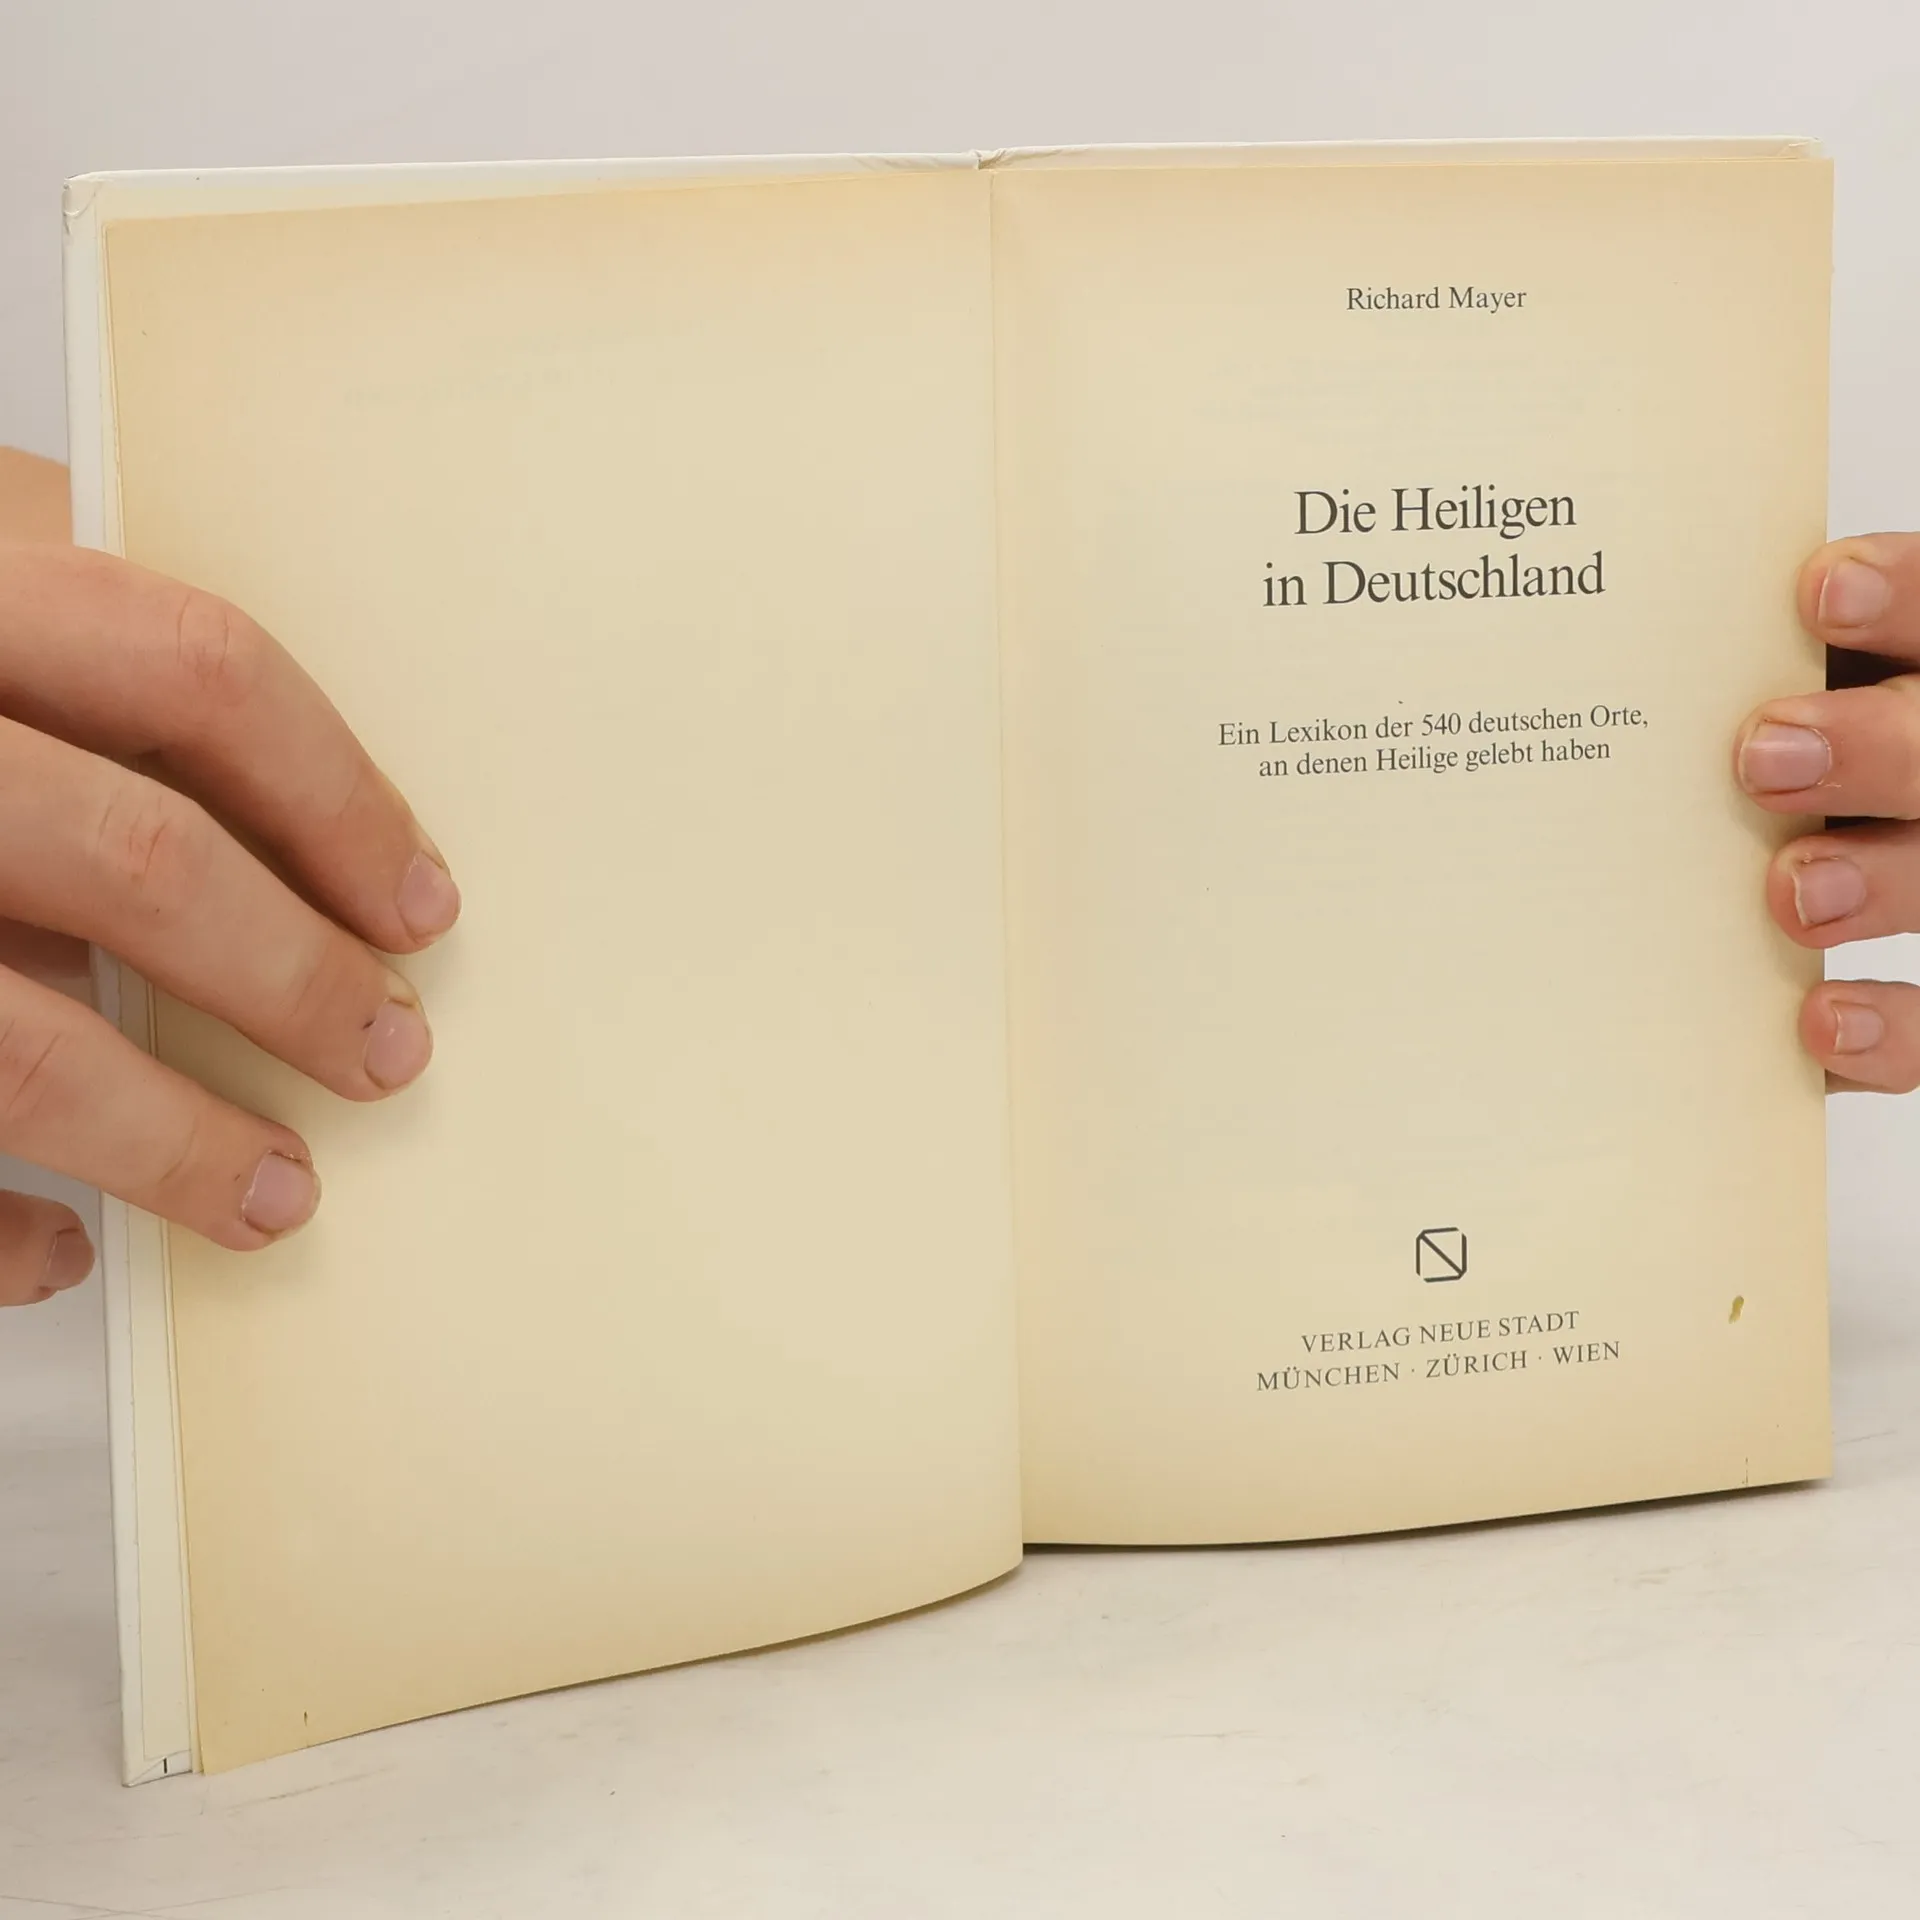 Richard Mayer
Die Heiligen
in Deutschland
Ein Lexikon der 540 deutschen Orte,
an denen Heilige gelebt haben
VERLAG NEUE STADT
MÜNCHEN · ZÜRICH · WIEN